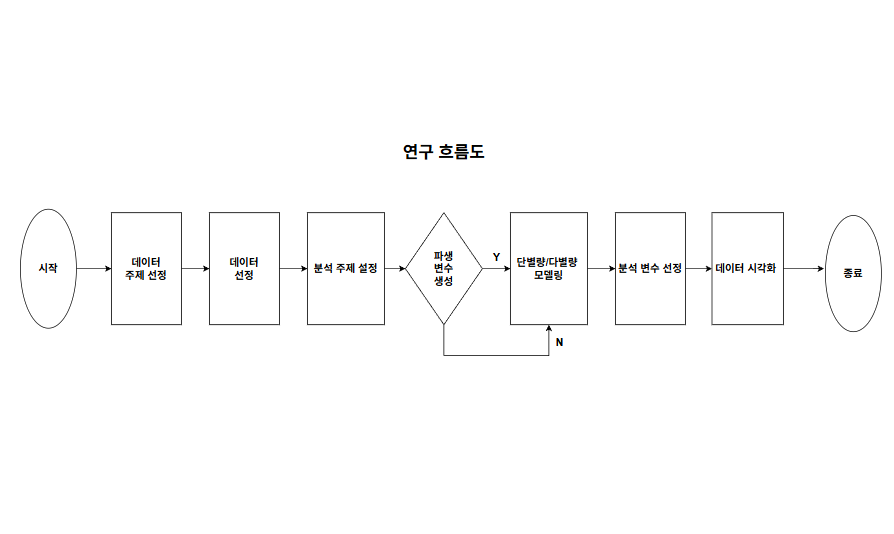 연구 흐름도
시작
데이터
주제 선정
데이터
선정
분석 주제 설정
파생
변수
생성
Y
N
단별량/다별량
모델링
분석 변수 선정
데이터 시각화
종료